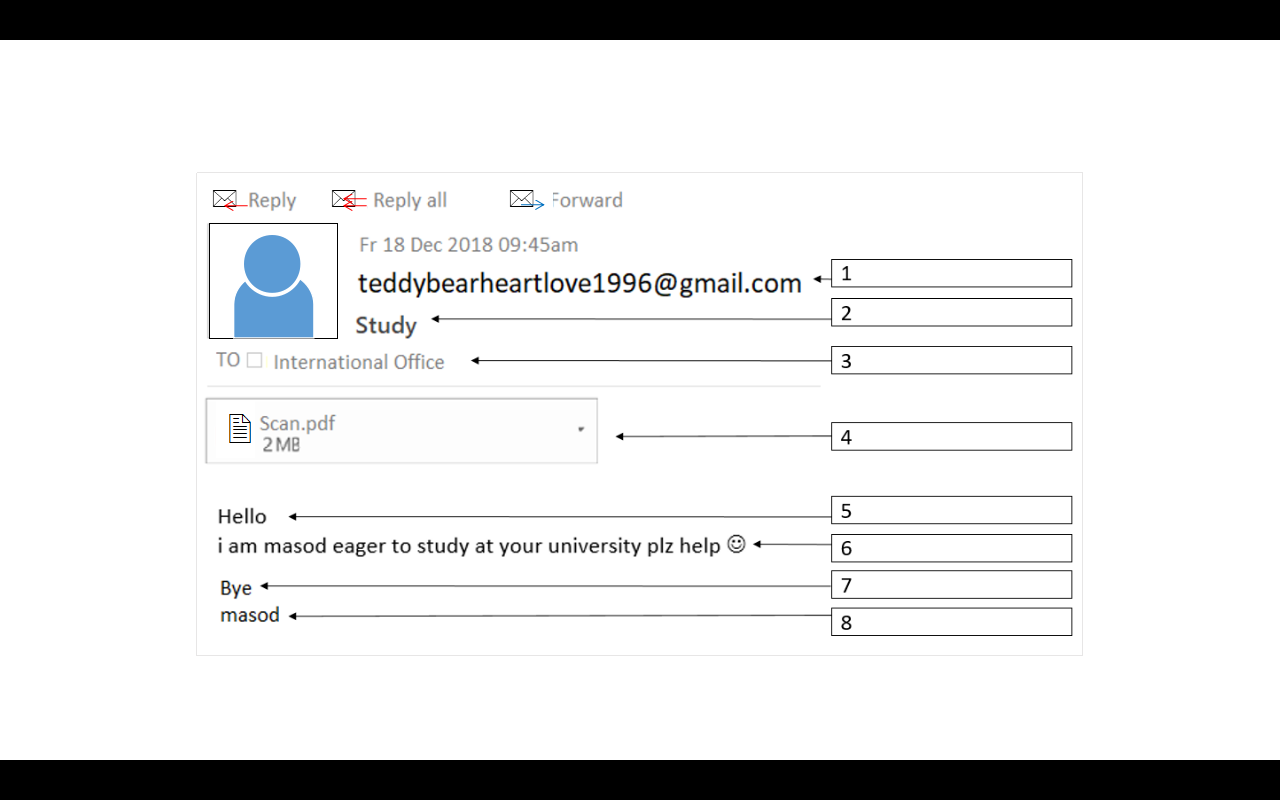 Reply Reply all Forward
Fr 18 Dec 2018 09:45am
teddybearheartlove1996@gmail.com
1
Study
2
TO International Office
3
Scan.pdf
2 MB
4
Hello
5
i am masod eager to study at your university plz help ☺
6
Bye
7
masod
8